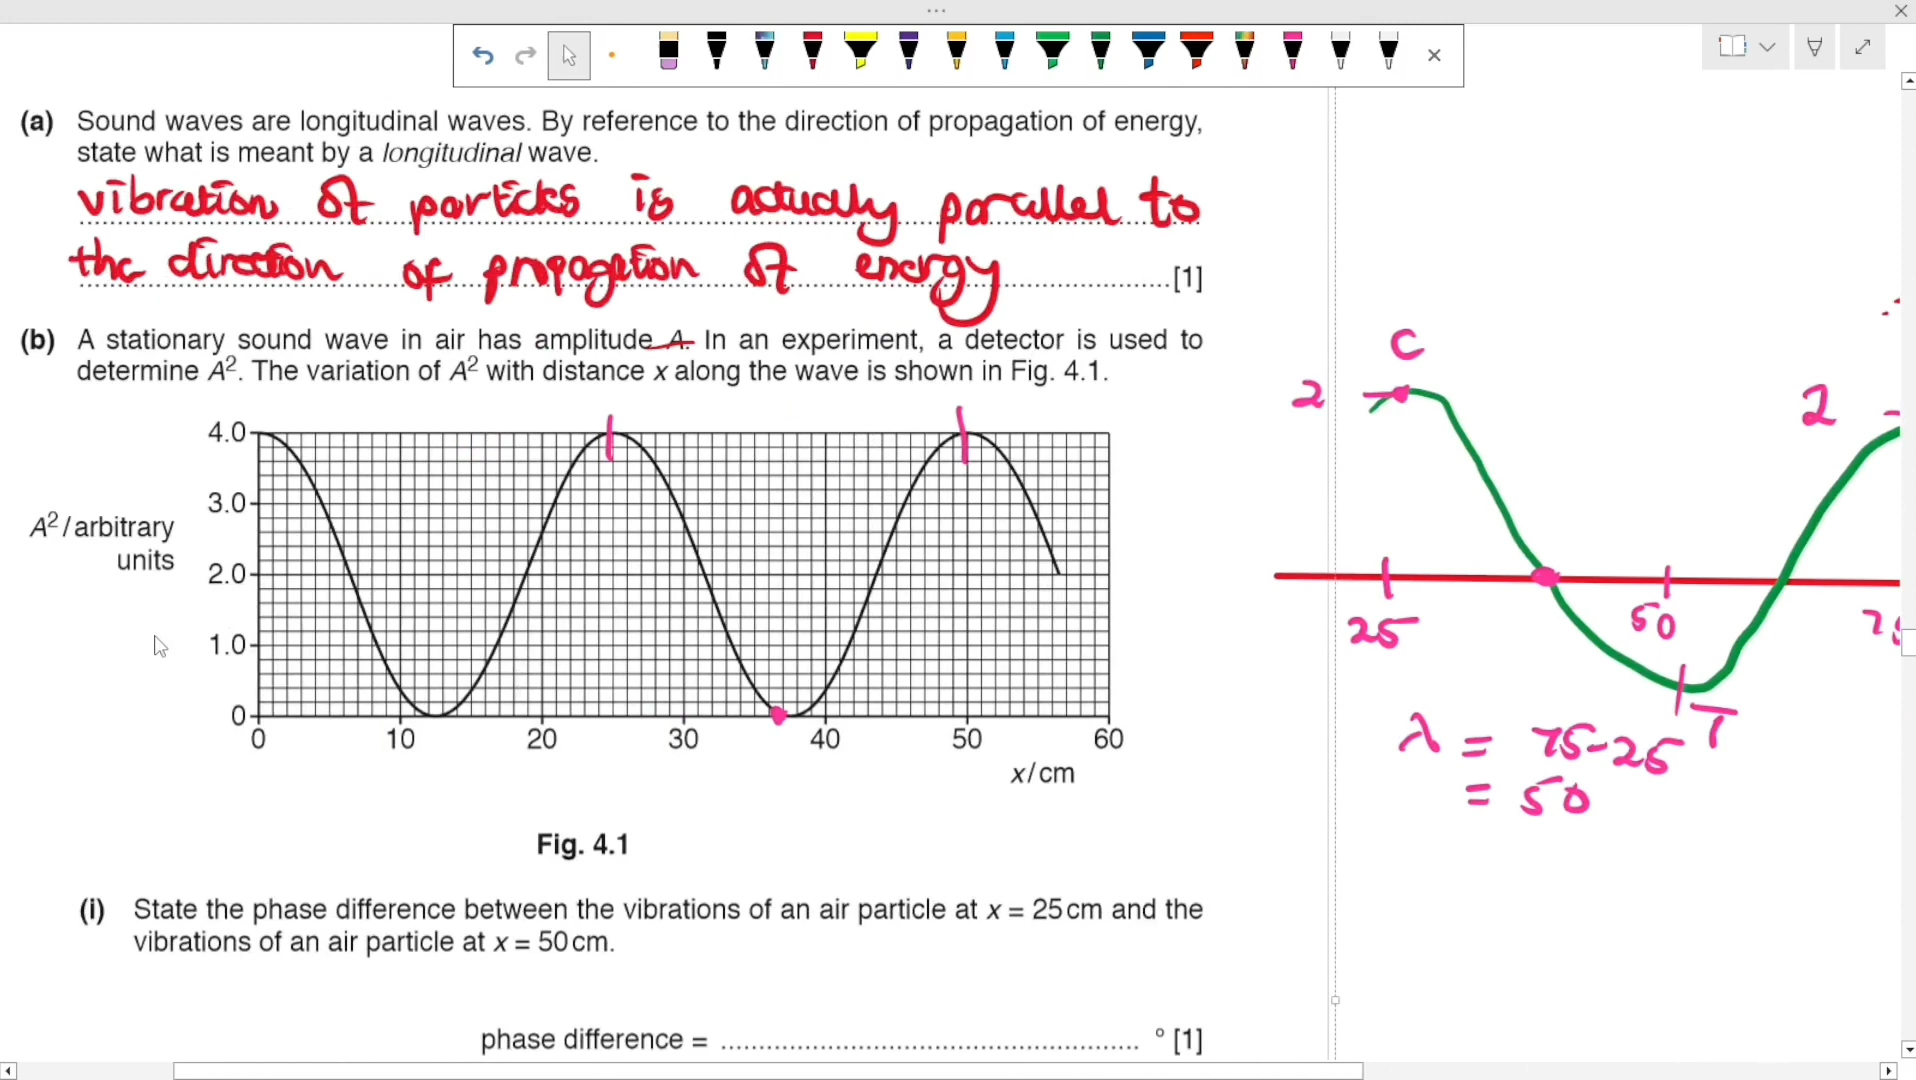 (a) Sound waves are longitudinal waves. By reference to the direction of propagation of energy,
state what is meant by a longitudinal wave.
vibration of particles is actually parallel to
the direction of propagation of energy
[1]
(b) A stationary sound wave in air has amplitude A. In an experiment, a detector is used to
determine A². The variation of A² with distance x along the wave is shown in Fig. 4.1.
4.0
3.0
A²/arbitrary
units
2.0
1.0
0
0 10 20 30 40 50 60
x/cm
Fig. 4.1
(i) State the phase difference between the vibrations of an air particle at x = 25 cm and the
vibrations of an air particle at x = 50 cm.
phase difference = ° [1]
C
2
2
25
50
T
λ = 75-25
= 50